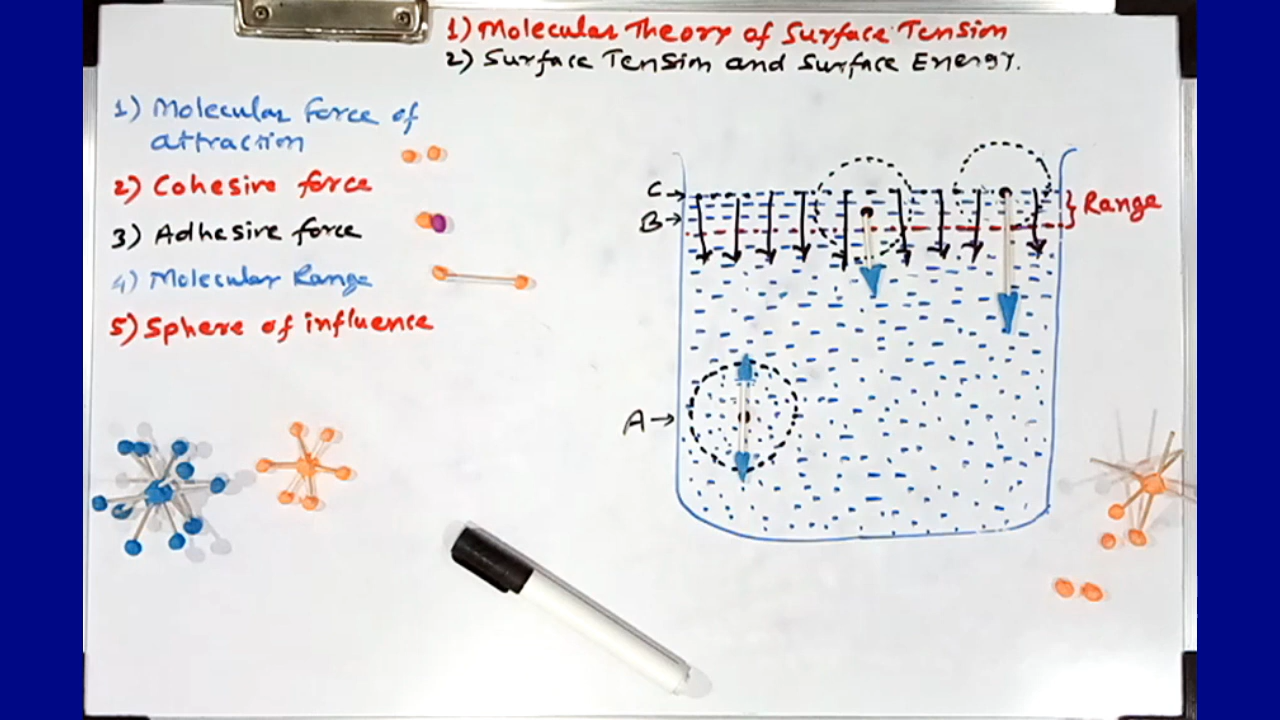 1) Molecular Theory of Surface Tension
2) Surface Tension and Surface Energy.
1) Molecular force of
attraction
2) Cohesive force
3) Adhesive force
4) Molecular Range
5) Sphere of influence
C
B
Range
A